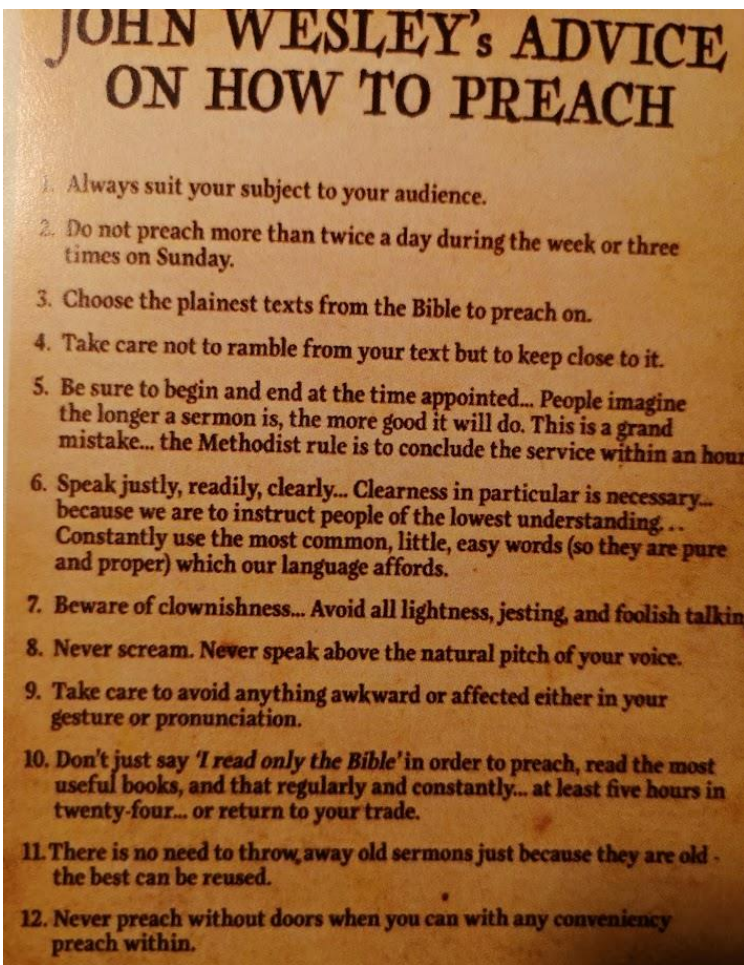 JOHN WESLEY's ADVICE
ON HOW TO PREACH
1. Always suit your subject to your audience.
2. Do not preach more than twice a day during the week or three
times on Sunday.
3. Choose the plainest texts from the Bible to preach on.
4. Take care not to ramble from your text but to keep close to it.
5. Be sure to begin and end at the time appointed... People imagine
the longer a sermon is, the more good it will do. This is a grand
mistake... the Methodist rule is to conclude the service within an hour
6. Speak justly, readily, clearly... Clearness in particular is necessary...
because we are to instruct people of the lowest understanding...
Constantly use the most common, little, easy words (so they are pure
and proper) which our language affords.
7. Beware of clownishness... Avoid all lightness, jesting, and foolish talkin
8. Never scream. Never speak above the natural pitch of your voice.
9. Take care to avoid anything awkward or affected either in your
gesture or pronunciation.
10. Don't just say 'I read only the Bible' in order to preach, read the most
useful books, and that regularly and constantly... at least five hours in
twenty-four... or return to your trade.
11. There is no need to throw away old sermons just because they are old -
the best can be reused.
12. Never preach without doors when you can with any conveniency
preach within.